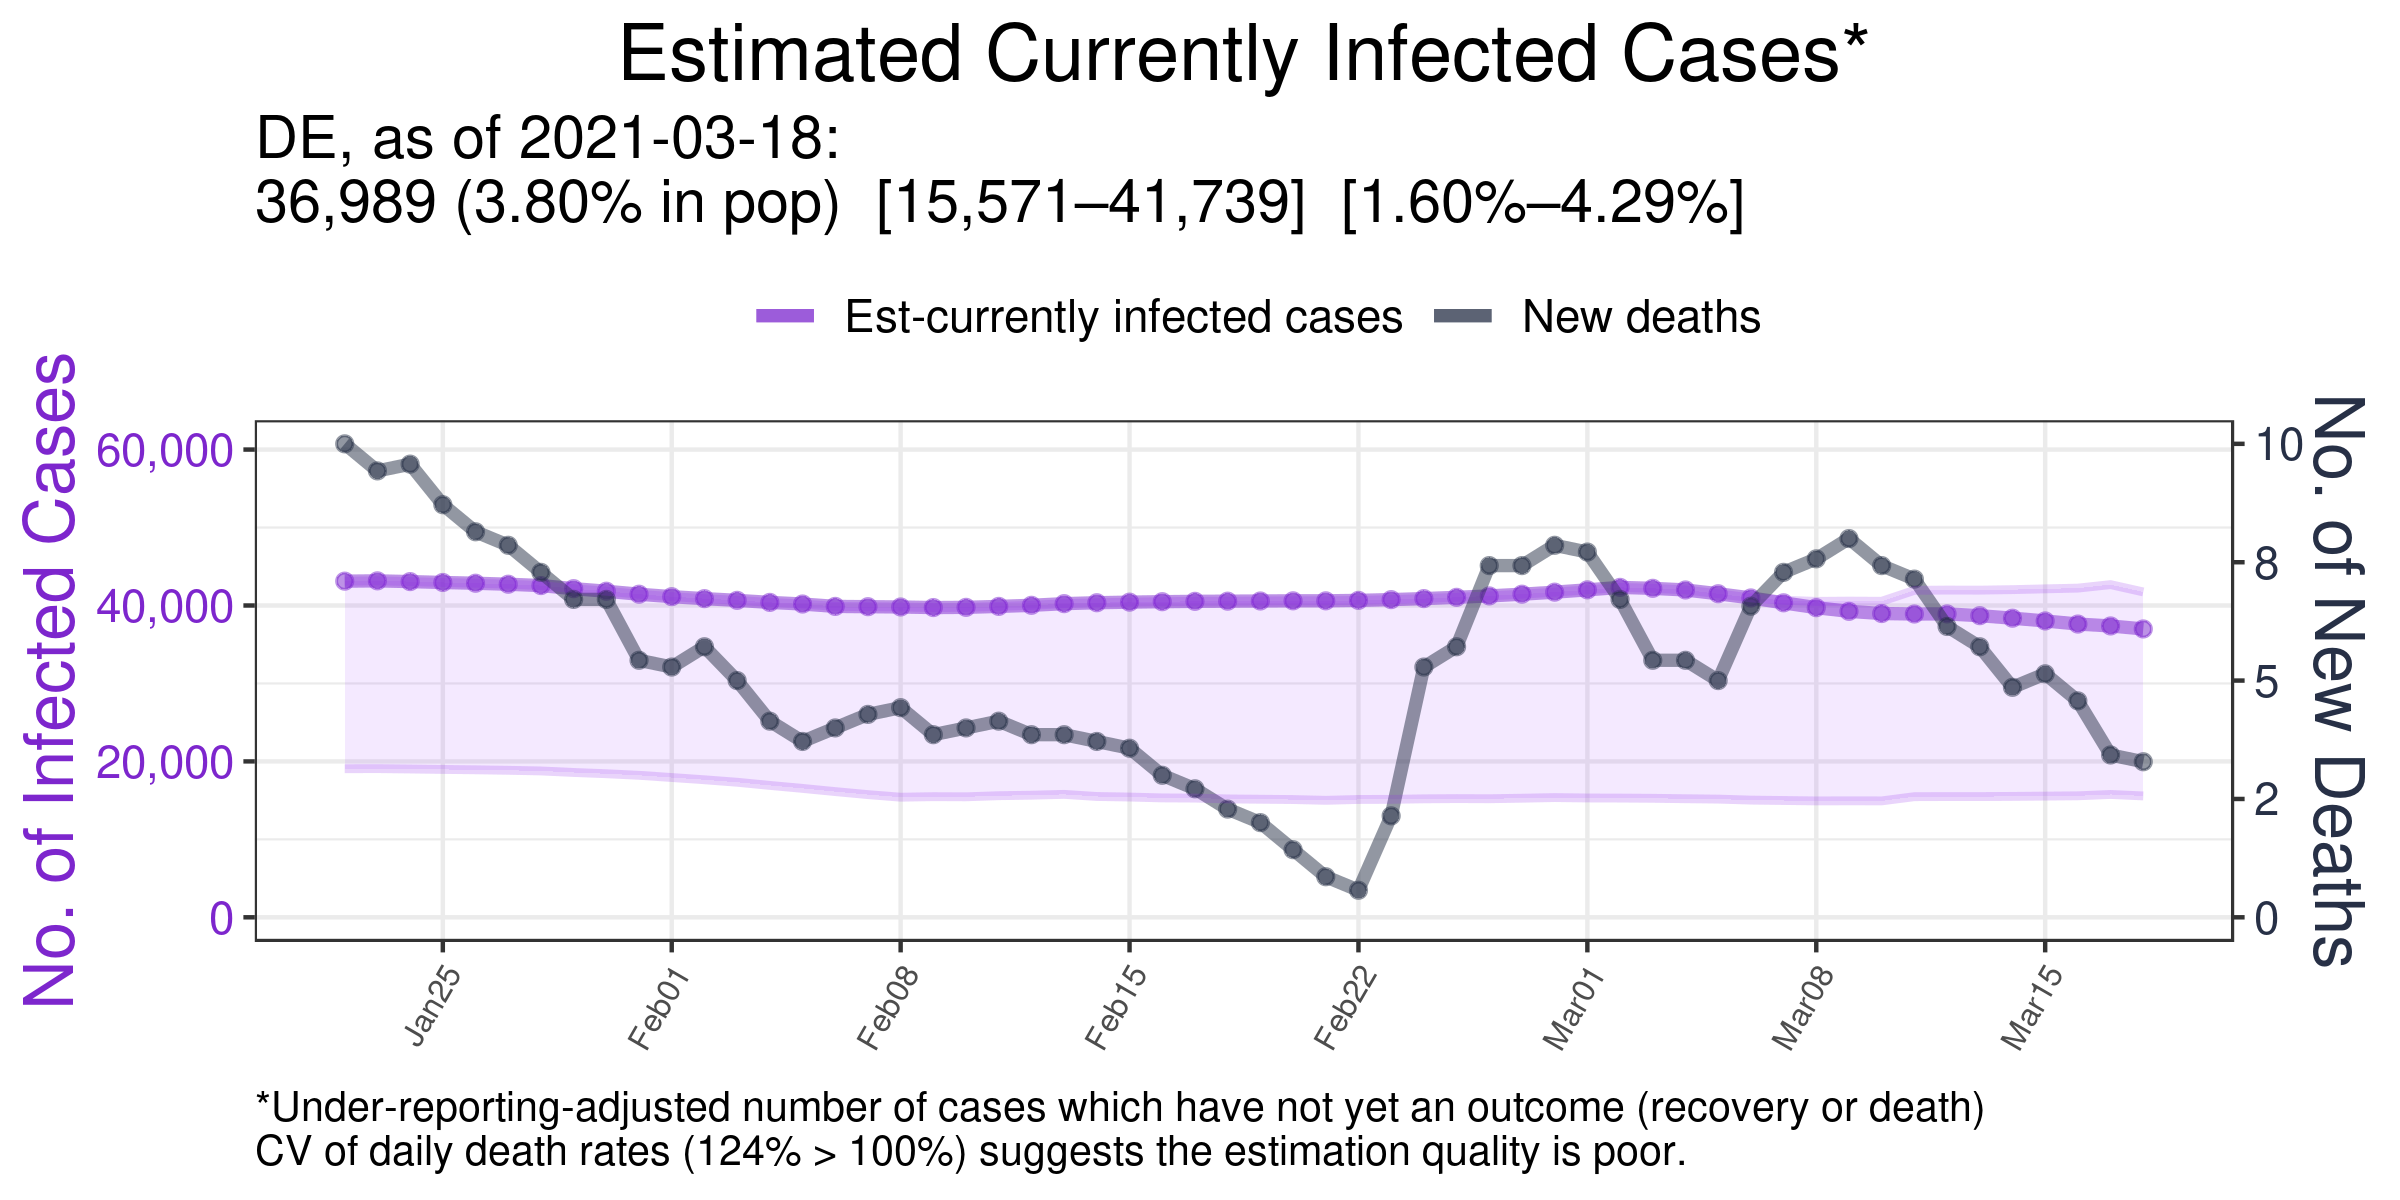 Estimated Currently Infected Cases*
DE, as of 2021-03-18:
36,989 (3.80% in pop)  [15,571–41,739]  [1.60%–4.29%]
Est-currently infected cases
New deaths
No. of Infected Cases
60,000
40,000
20,000
0
10
8
5
2
0
No. of New Deaths
Jan25
Feb01
Feb08
Feb15
Feb22
Mar01
Mar08
Mar15
*Under-reporting-adjusted number of cases which have not yet an outcome (recovery or death)
CV of daily death rates (124% > 100%) suggests the estimation quality is poor.